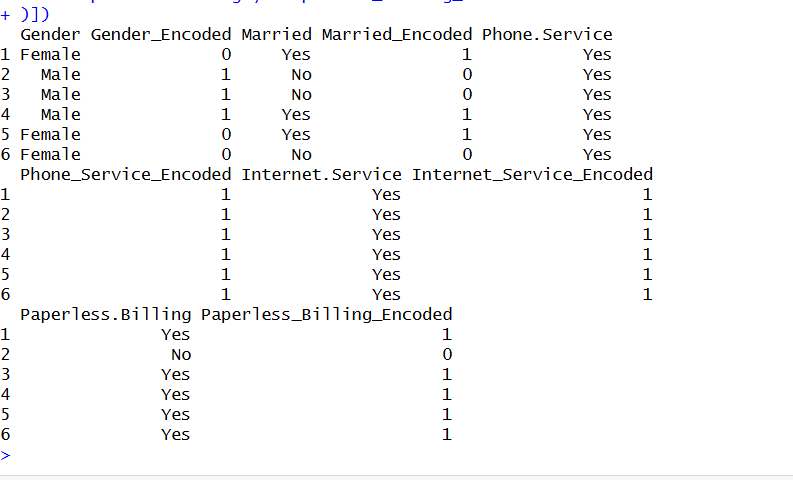 + )])
  Gender Gender_Encoded Married Married_Encoded Phone.Service
1 Female              0     Yes               1           Yes
2   Male              1      No               0           Yes
3   Male              1      No               0           Yes
4   Male              1     Yes               1           Yes
5 Female              0     Yes               1           Yes
6 Female              0      No               0           Yes
  Phone_Service_Encoded Internet.Service Internet_Service_Encoded
1                     1              Yes                        1
2                     1              Yes                        1
3                     1              Yes                        1
4                     1              Yes                        1
5                     1              Yes                        1
6                     1              Yes                        1
  Paperless.Billing Paperless_Billing_Encoded
1               Yes                         1
2                No                         0
3               Yes                         1
4               Yes                         1
5               Yes                         1
6               Yes                         1
>